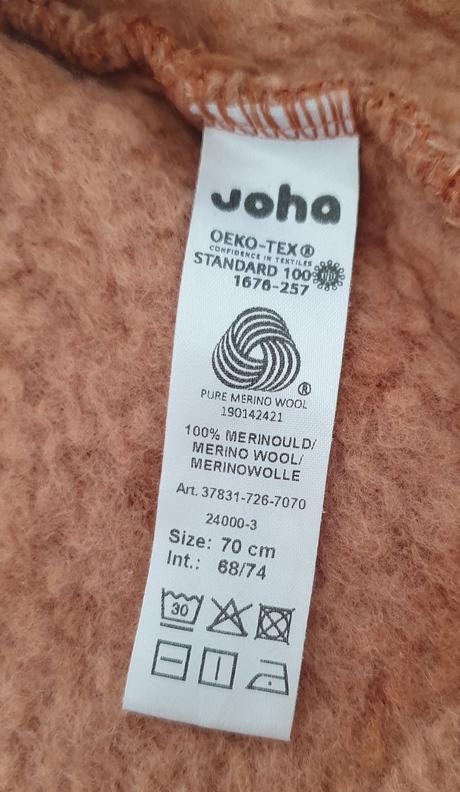 Joha
OEKO-TEX®
CONFIDENCE IN TEXTILES
STANDARD 100
1676-257
®
PURE MERINO WOOL
190142421
100% MERINOULD/
MERINO WOOL/
MERINOWOLLE
Art. 37831-726-7070
24000-3
Size: 70 cm
Int.: 68/74
30